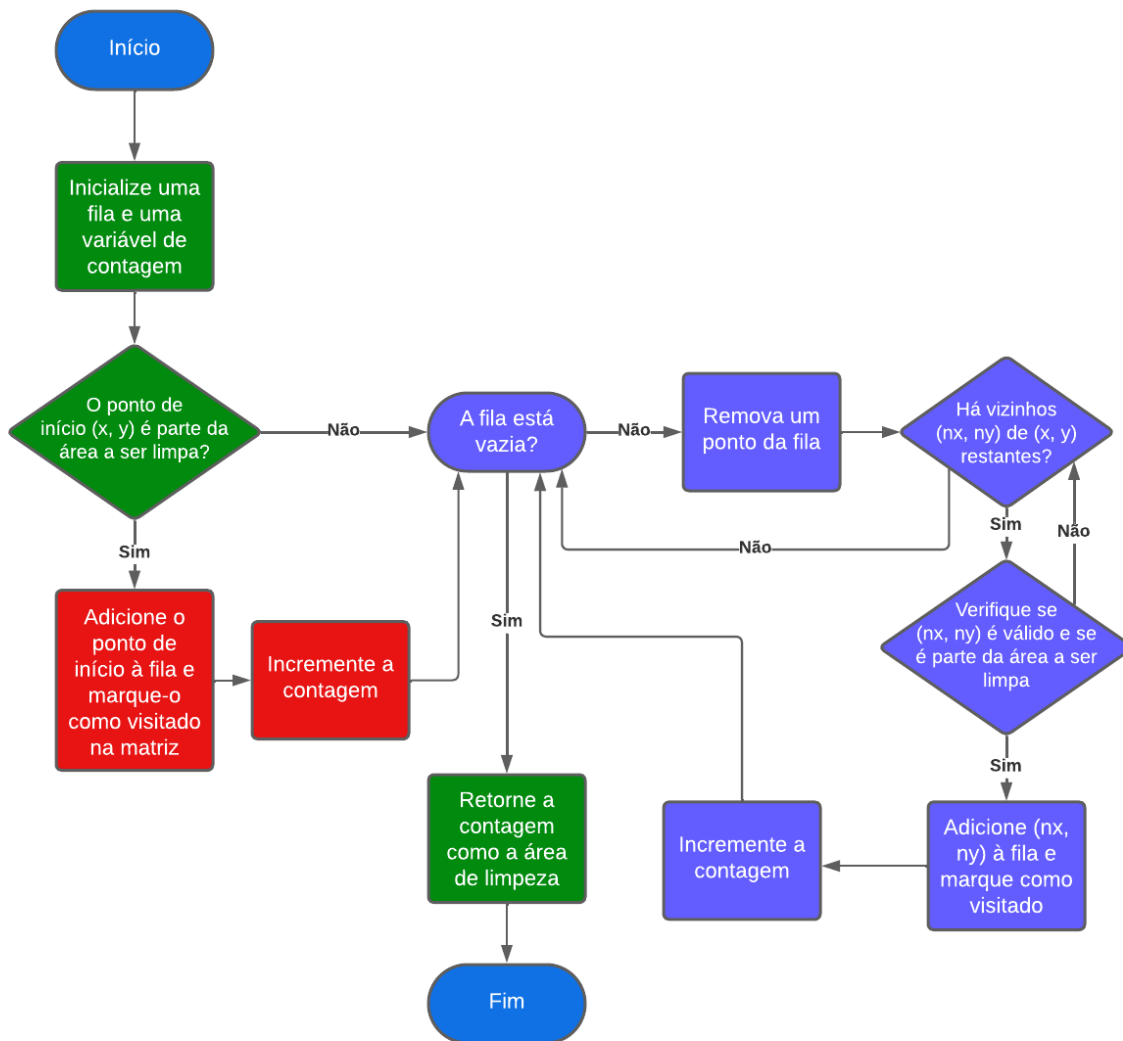 Início
Inicialize uma
fila e uma
variável de
contagem
O ponto de
início (x, y) é parte da
área a ser limpa?
Não
A fila está
vazia?
Não
Remova um
ponto da fila
Há vizinhos
(nx, ny) de (x, y)
restantes?
Sim
Não
Não
Sim
Adicione o
ponto de
início à fila e
marque-o
como visitado
na matriz
Incremente a
contagem
Sim
Verifique se
(nx, ny) é válido e se
é parte da área a ser
limpa
Sim
Retorne a
contagem
como a área
de limpeza
Incremente a
contagem
Adicione (nx,
ny) à fila e
marque como
visitado
Fim